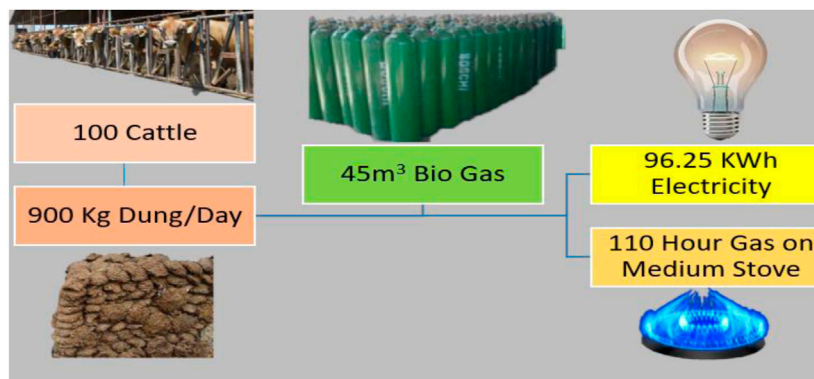 100 Cattle
900 Kg Dung/Day
45m³ Bio Gas
96.25 KWh
Electricity
110 Hour Gas on
Medium Stove